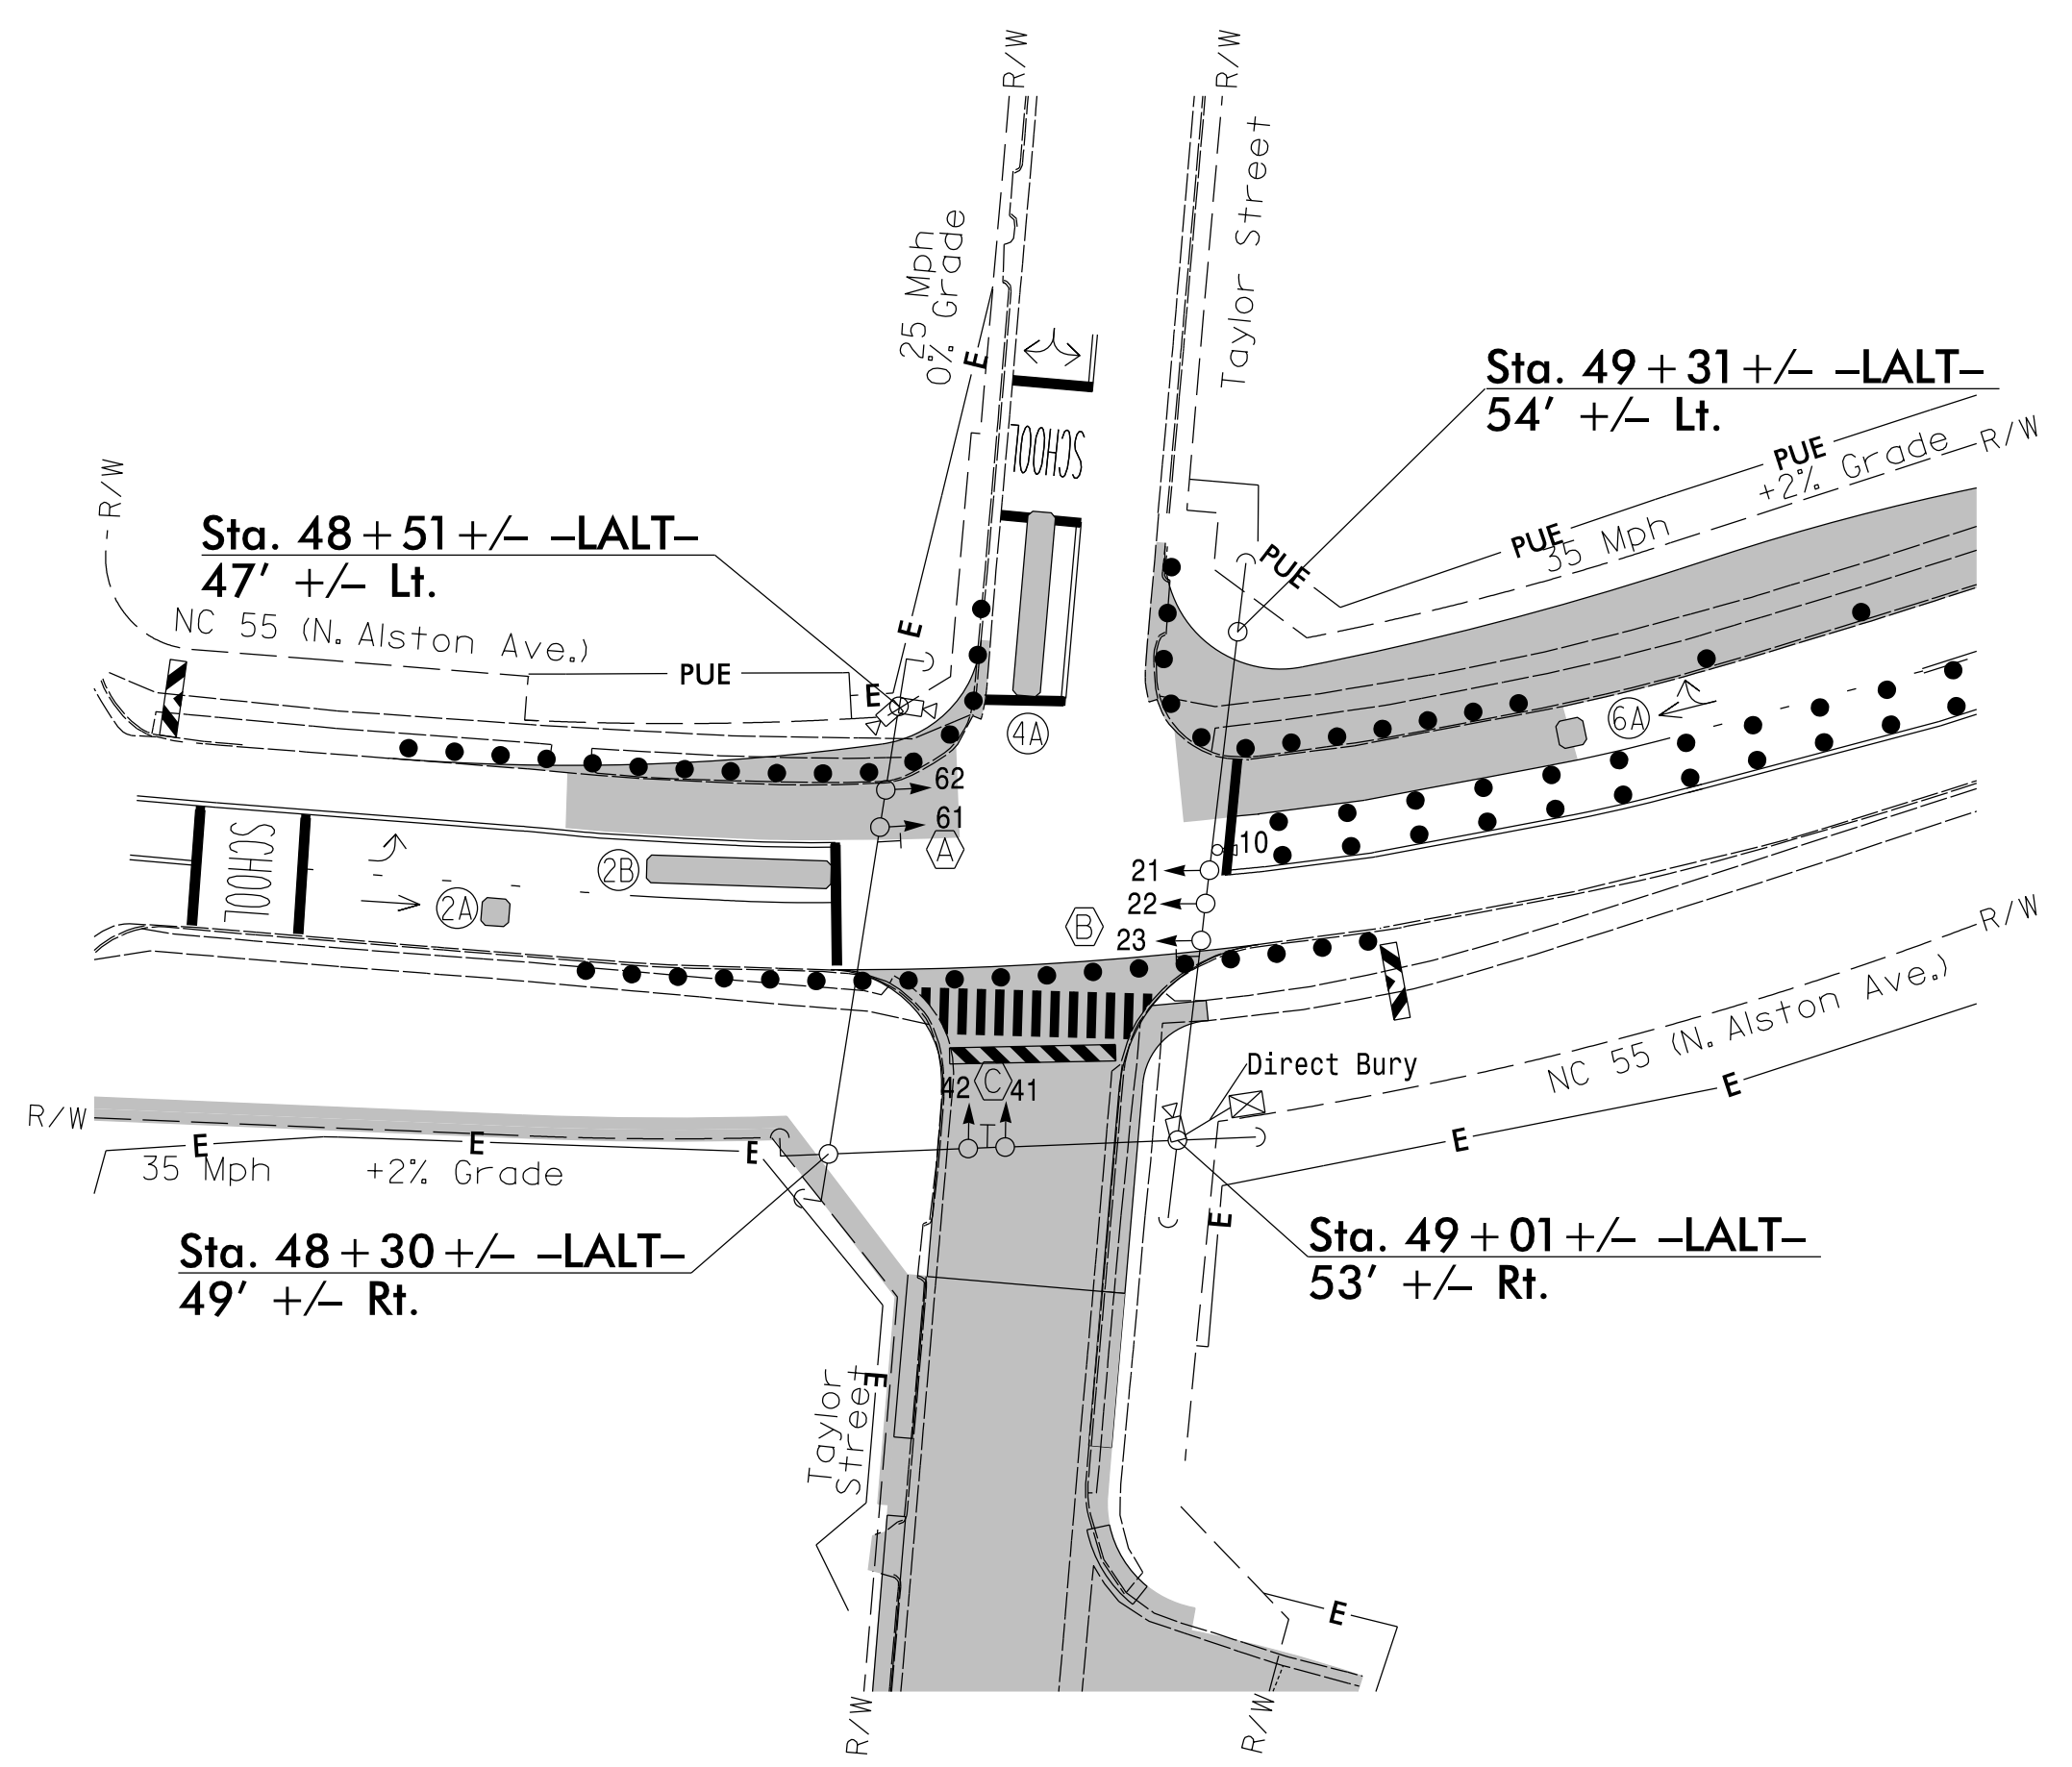 R/W
R/W
Taylor Street
25 Mph
0% Grade
E
Sta. 49+31+/- -LALT-
54' +/- Lt.
SCHOOL
PUE
+2% Grade
R/W
R/W
Sta. 48+51+/- -LALT-
47' +/- Lt.
PUE
35 Mph
PUE
NC 55 (N. Alston Ave.)
E
PUE
E
4A
6A
62
61
A
10
SCHOOL
2B
2A
21
22
23
B
R/W
NC 55 (N. Alston Ave.)
Direct Bury
42
C
41
E
R/W
E
E
E
E
35 Mph +2% Grade
E
Sta. 48+30+/- -LALT-
49' +/- Rt.
Sta. 49+01+/- -LALT-
53' +/- Rt.
Taylor
Street
E
E
R/W
R/W